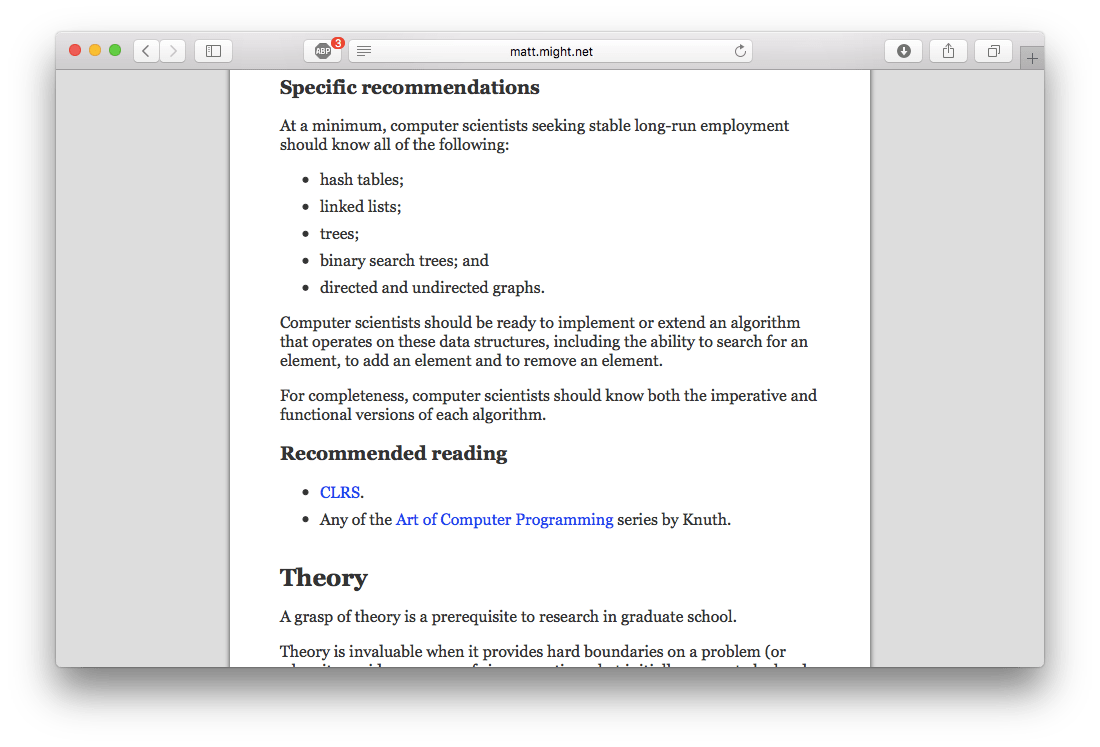 ABP
3
matt.might.net
Specific recommendations
At a minimum, computer scientists seeking stable long-run employment
should know all of the following:
• hash tables;
• linked lists;
• trees;
• binary search trees; and
• directed and undirected graphs.
Computer scientists should be ready to implement or extend an algorithm
that operates on these data structures, including the ability to search for an
element, to add an element and to remove an element.
For completeness, computer scientists should know both the imperative and
functional versions of each algorithm.
Recommended reading
• CLRS.
• Any of the Art of Computer Programming series by Knuth.
Theory
A grasp of theory is a prerequisite to research in graduate school.
Theory is invaluable when it provides hard boundaries on a problem (or